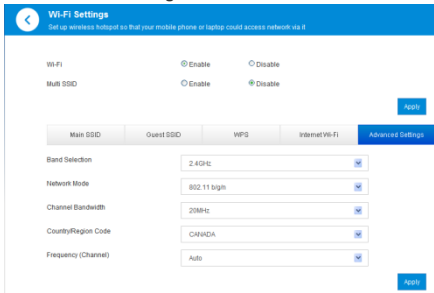 Wi-Fi Settings
Set up wireless hotspot so that your mobile phone or laptop could access network via it
Wi-Fi Enable Disable
Multi SSID Enable Disable
Apply
Main SSID Guest SSID WPS Internet Wi-Fi Advanced Settings
Band Selection 2.4GHz
Network Mode 802.11 b/g/n
Channel Bandwidth 20MHz
Country/Region Code CANADA
Frequency (Channel) Auto
Apply